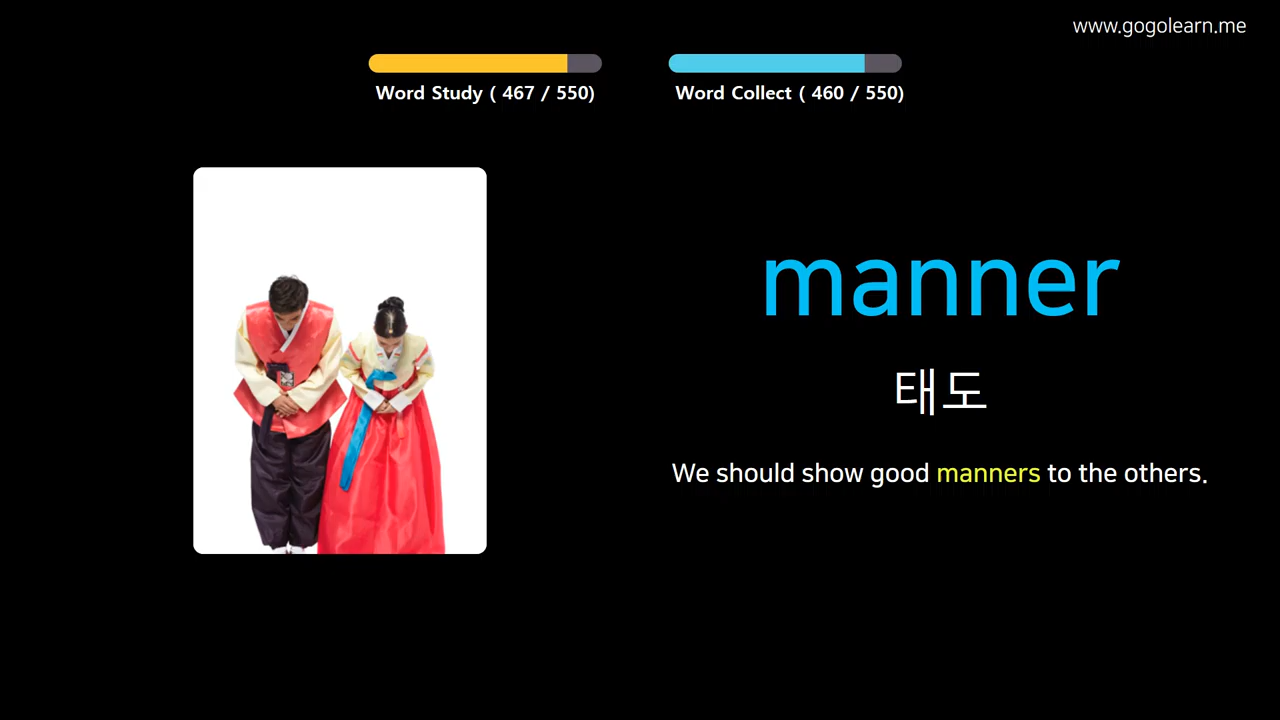 www.gogolearn.me
Word Study ( 467 / 550)
Word Collect ( 460 / 550)
manner
태도
We should show good manners to the others.